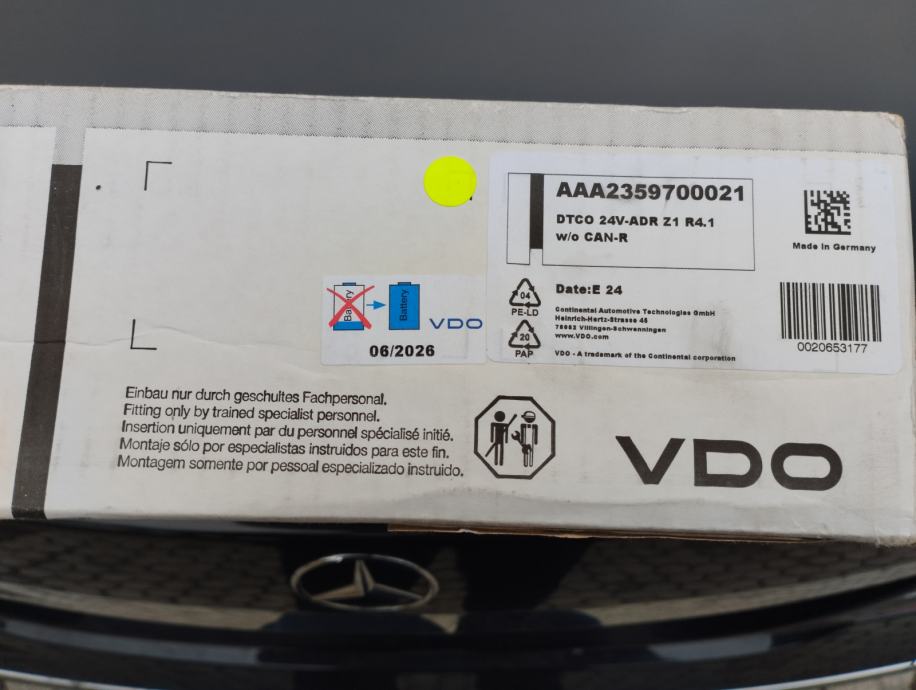 AAA2359700021
DTCO 24V-ADR Z1 R4.1
w/o CAN-R
Made in Germany
Date:E 24
04
PE-LD
20
PAP
Continental Automotive Technologies GmbH
Heinrich-Hertz-Strasse 45
78052 Villingen-Schwenningen
www.VDO.com
VDO - A trademark of the Continental corporation
0020653177
Battery
Battery
VDO
06/2026
Einbau nur durch geschultes Fachpersonal.
Fitting only by trained specialist personnel.
Insertion uniquement par du personnel spécialisé initié.
Montaje sólo por especialistas instruidos para este fin.
Montagem somente por pessoal especializado instruido.
VDO